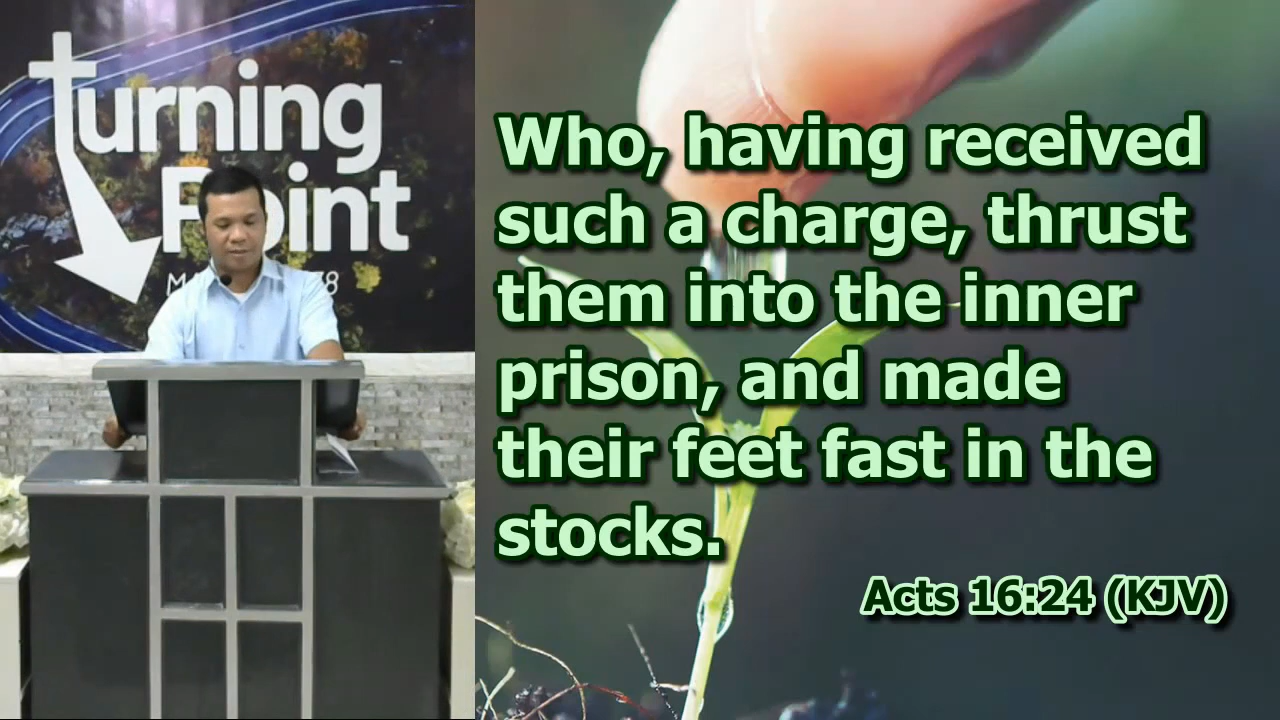 turning
Point
Who, having received
such a charge, thrust
them into the inner
prison, and made
their feet fast in the
stocks.
Acts 16:24 (KJV)